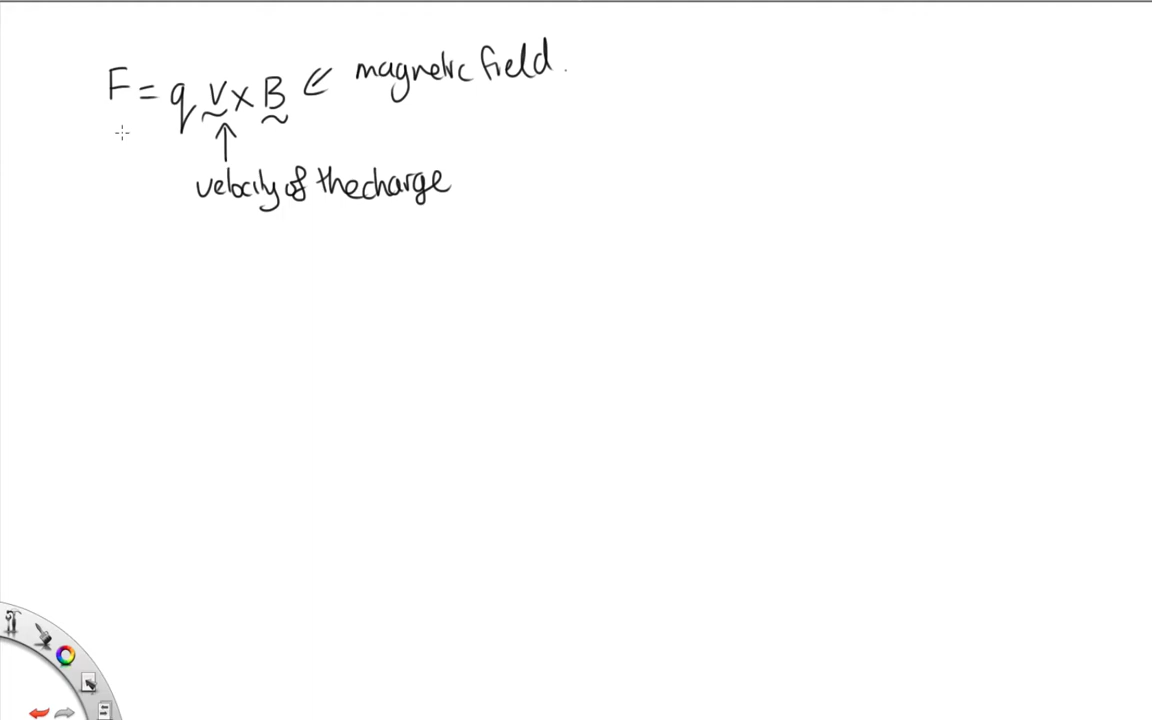 F = q v × B ← magnetic field.
↑
velocity of the charge